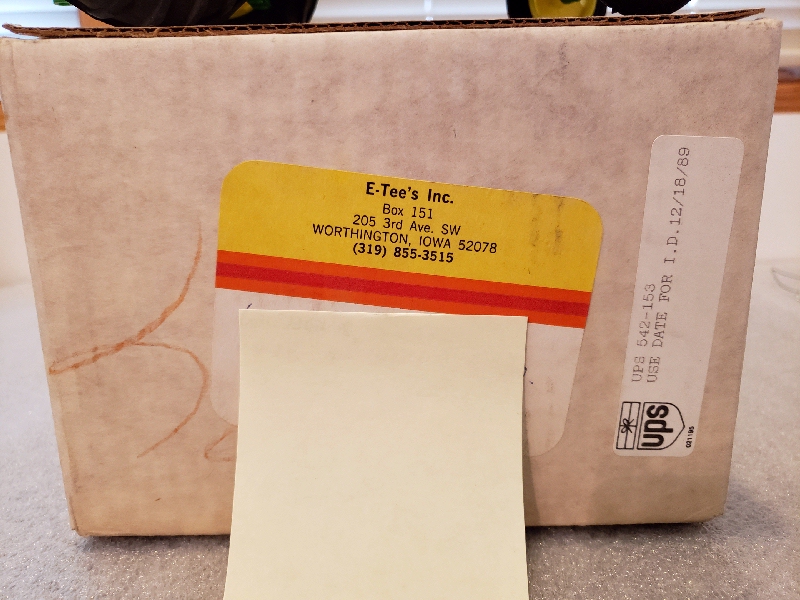 E-Tee's Inc.
Box 151
205 3rd Ave. SW
WORTHINGTON, IOWA 52078
(319) 855-3515
UPS 542-153
USE DATE FOR I.D.12/18/89
ups
021195